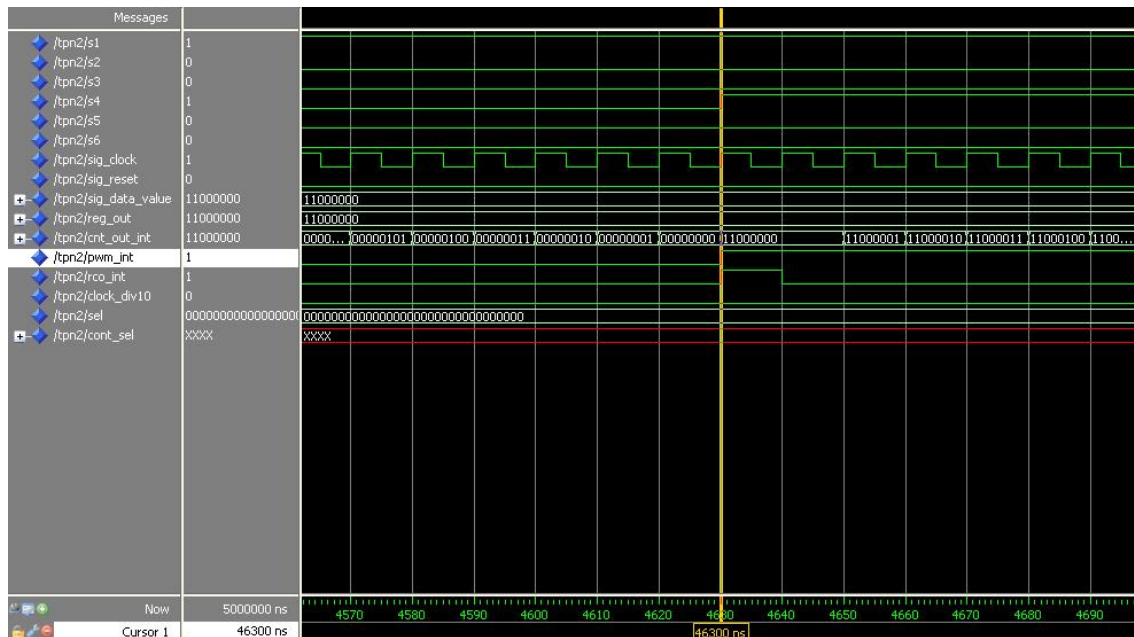 Messages
/tpn2/s1 1
/tpn2/s2 0
/tpn2/s3 0
/tpn2/s4 1
/tpn2/s5 0
/tpn2/s6 0
/tpn2/sig_clock 1
/tpn2/sig_reset 0
/tpn2/sig_data_value 11000000 11000000
/tpn2/reg_out 11000000 11000000
/tpn2/cnt_out_int 11000000 0000... 00000101 00000100 00000011 00000010 00000001 00000000 11000000 11000001 11000010 11000011 11000100 1100...
/tpn2/pwm_int 1
/tpn2/rco_int 1
/tpn2/clock_div10 0
/tpn2/sel
/tpn2/cont_sel XXXX XXXX
Now 5000000 ns 4570 4580 4590 4600 4610 4620 4630 4640 4650 4660 4670 4680 4690
Cursor 1 46300 ns 46300 ns